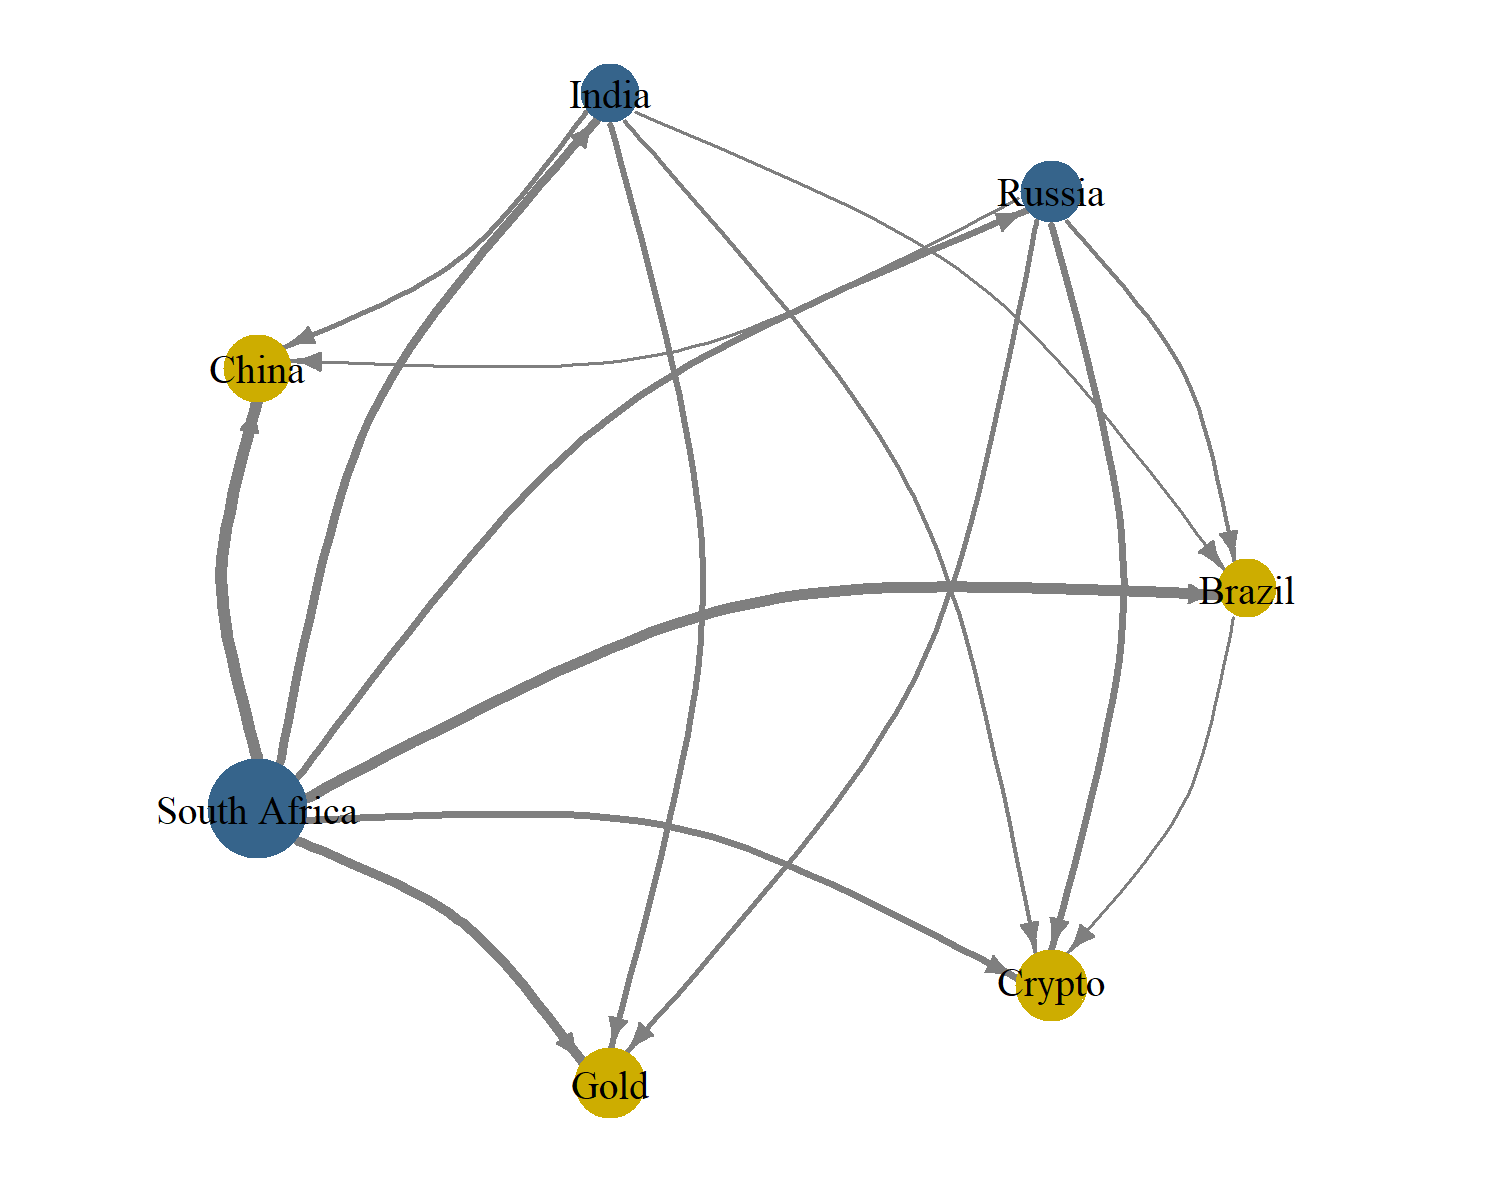 India
Russia
China
Brazil
South Africa
Crypto
Gold